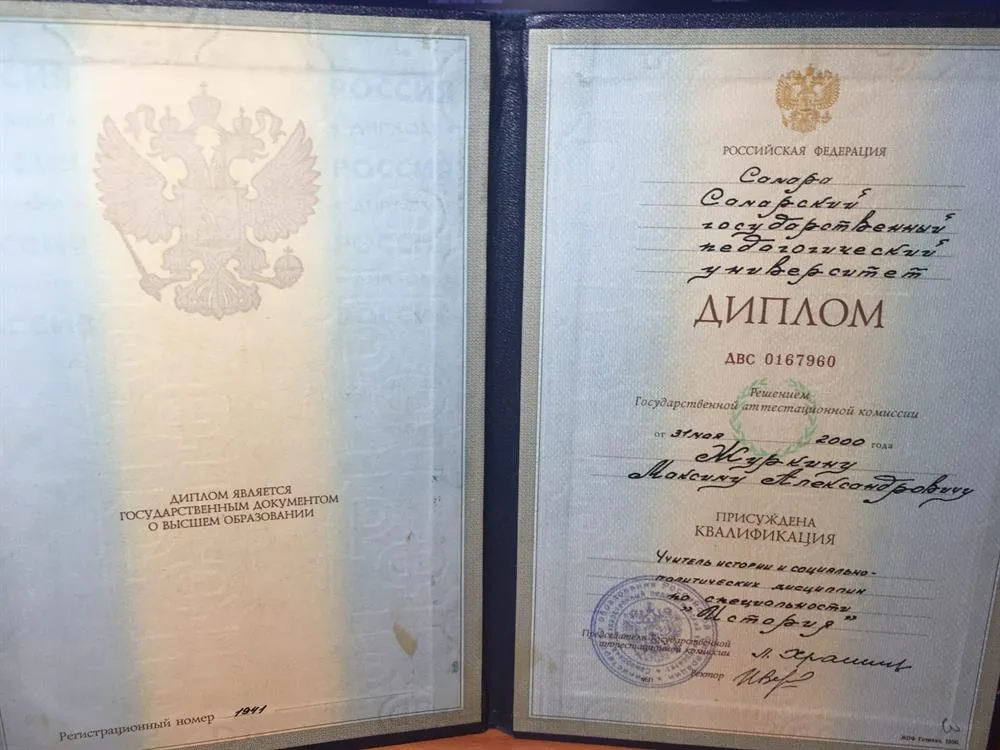 ДИПЛОМ ЯВЛЯЕТСЯ
ГОСУДАРСТВЕННЫМ ДОКУМЕНТОМ
О ВЫСШЕМ ОБРАЗОВАНИИ
Регистрационный номер 1941
РОССИЙСКАЯ ФЕДЕРАЦИЯ
Самара
Самарский
государственный
педагогический
университет
ДИПЛОМ
ДВС 0167960
Решением
Государственной аттестационной комиссии
от 31 мая 2000 года
Журкину
Максиму Александровичу
ПРИСУЖДЕНА
КВАЛИФИКАЦИЯ
Учитель истории и социально-
политических дисциплин
по специальности
"История"
Председатель Государственной
аттестационной комиссии
Ректор